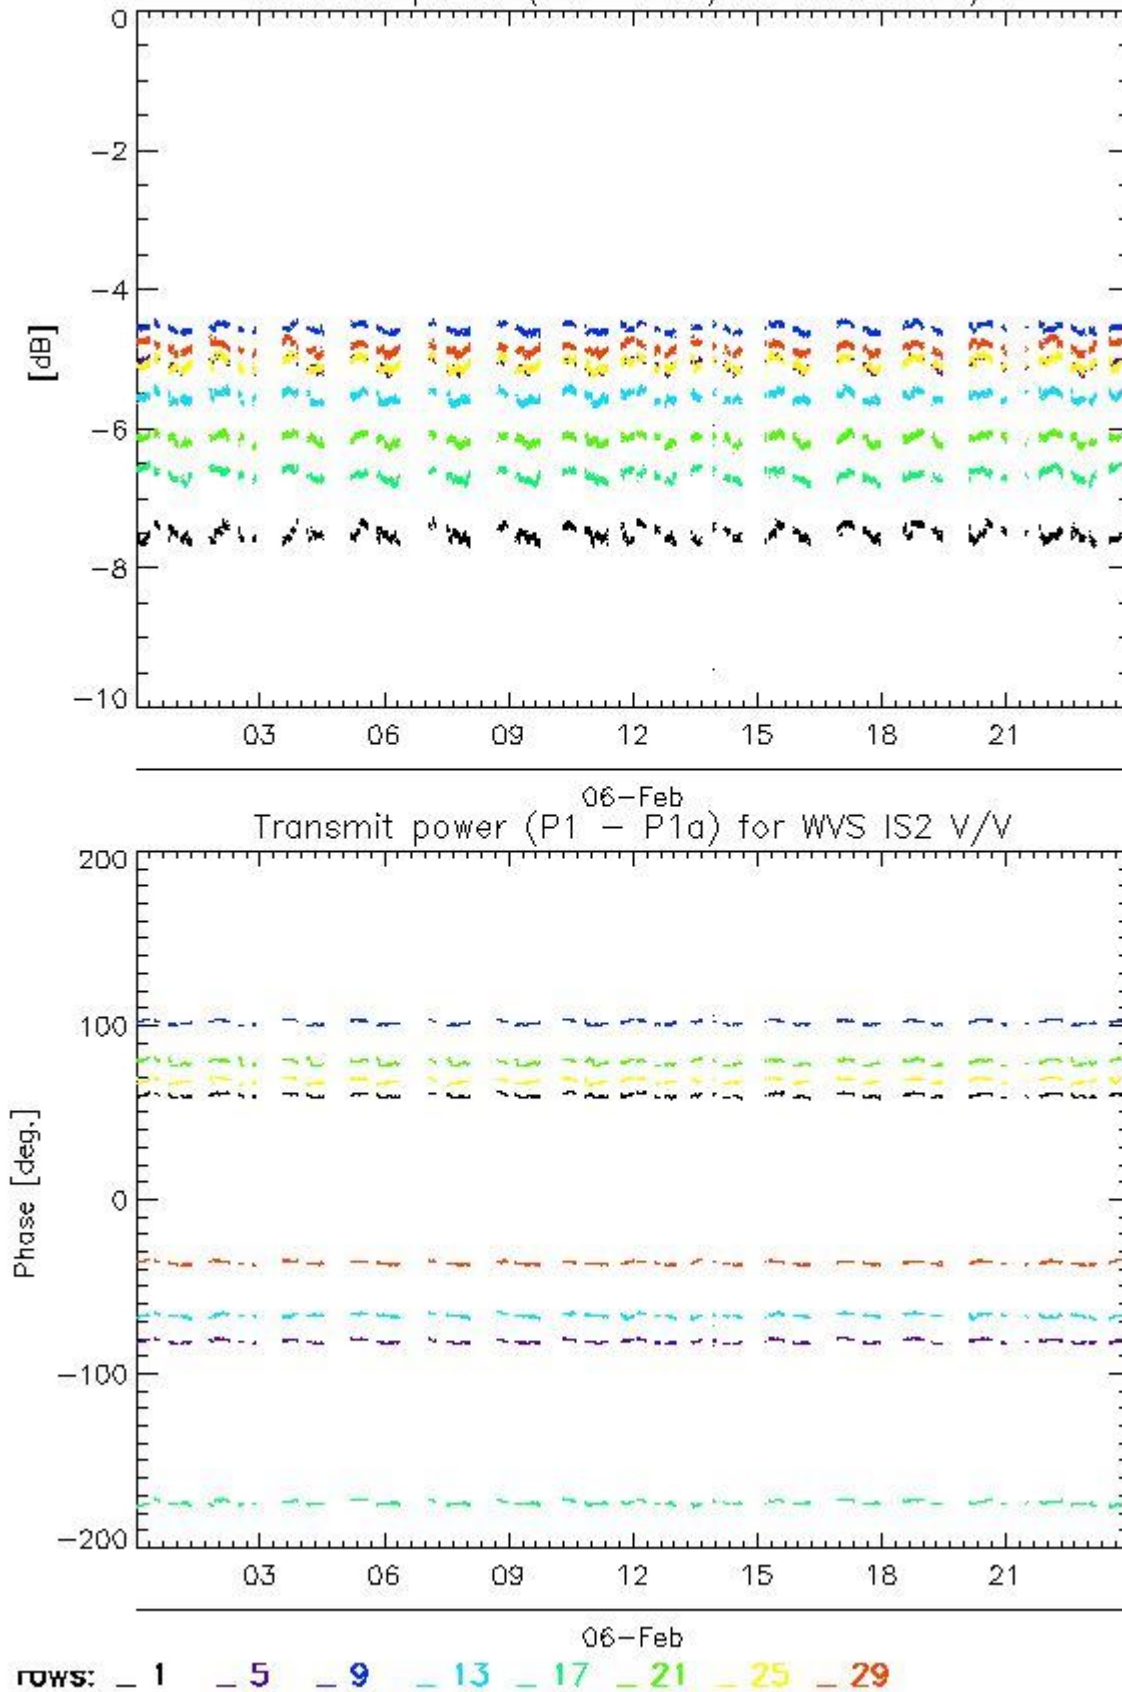 0
-2
-4
[dB]
-6
-8
-10
03 06 09 12 15 18 21
06-Feb
Transmit power (P1 - P1a) for WVS IS2 V/V
200
100
Phase [deg.]
0
-100
-200
03 06 09 12 15 18 21
06-Feb
rows: _ 1 _ 5 _ 9 _ 13 _ 17 _ 21 _ 25 _ 29